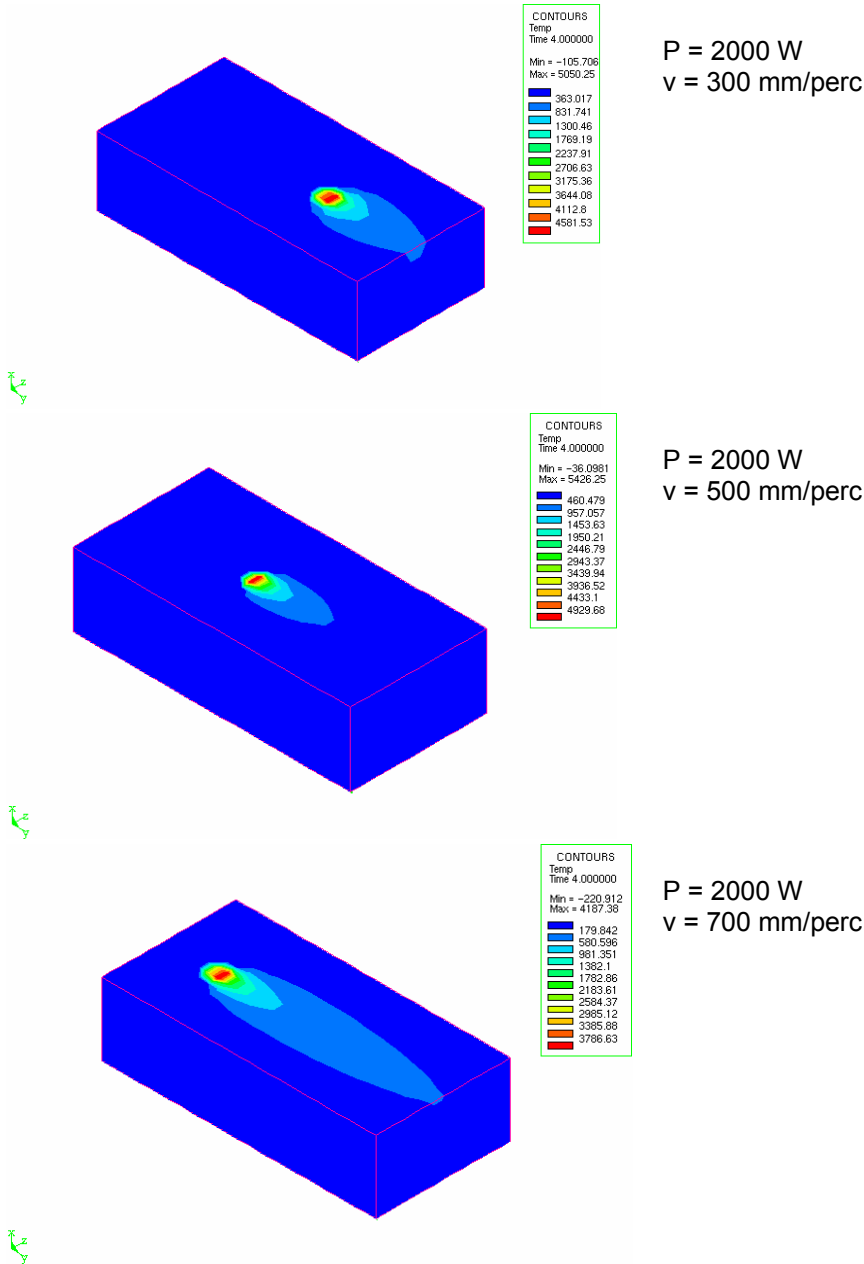 CONTOURS
Temp
Time 4.000000
Min = -105.706
Max = 5050.25
363.017
831.741
1300.46
1769.19
2237.91
2706.63
3175.36
3644.08
4112.8
4581.53
P = 2000 W
v = 300 mm/perc
x
z
y
CONTOURS
Temp
Time 4.000000
Min = -36.0981
Max = 5426.25
460.479
957.057
1453.63
1950.21
2446.79
2943.37
3439.94
3936.52
4433.1
4929.68
P = 2000 W
v = 500 mm/perc
x
z
y
CONTOURS
Temp
Time 4.000000
Min = -220.912
Max = 4187.38
179.842
580.596
981.351
1382.1
1782.86
2183.61
2584.37
2985.12
3385.88
3786.63
P = 2000 W
v = 700 mm/perc
x
z
y